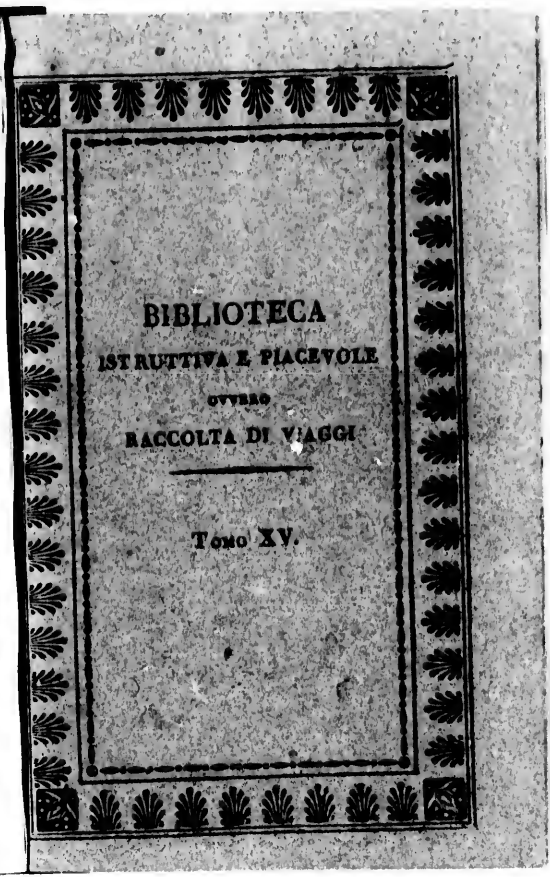 BIBLIOTECA
ISTRUTTIVA E PIACEVOLE
OVVERO
RACCOLTA DI VIAGGI
TOMO XV.